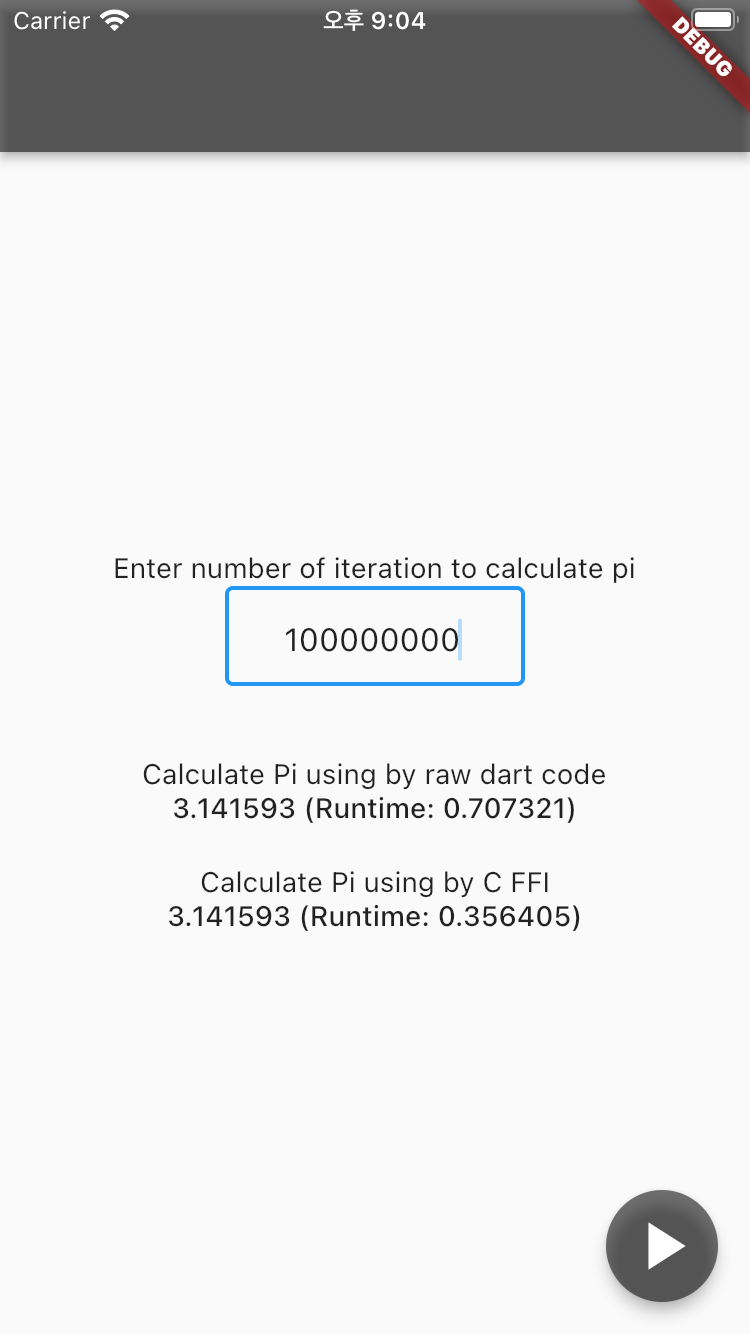 Carrier 오후 9:04
DEBUG
Enter number of iteration to calculate pi
100000000
Calculate Pi using by raw dart code
3.141593 (Runtime: 0.707321)
Calculate Pi using by C FFI
3.141593 (Runtime: 0.356405)